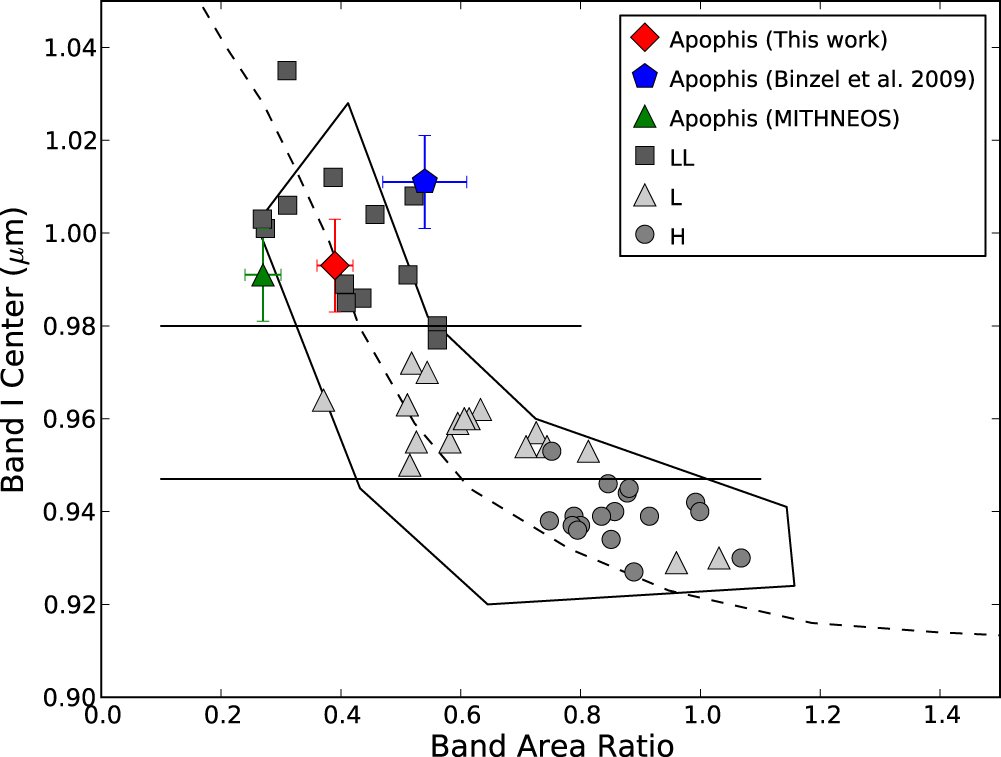 1.04
1.02
1.00
0.98
0.96
0.94
0.92
0.90
Band I Center (μm)
Apophis (This work)
Apophis (Binzel et al. 2009)
Apophis (MITHNEOS)
LL
L
H
0.0 0.2 0.4 0.6 0.8 1.0 1.2 1.4
Band Area Ratio